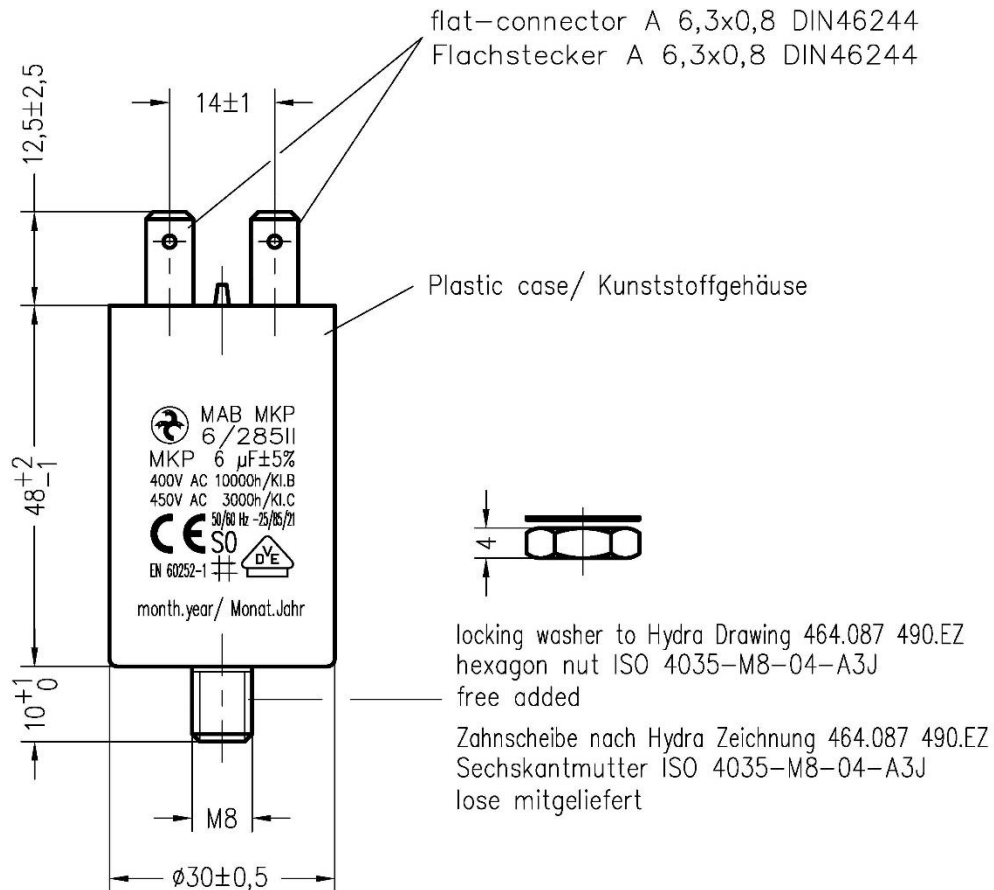 flat-connector A 6,3x0,8 DIN46244
Flachstecker A 6,3x0,8 DIN46244
12,5±2,5
14±1
Plastic case/ Kunststoffgehäuse
MAB MKP
6/285II
MKP 6 µF±5%
400V AC 10000h/Kl.B
450V AC 3000h/Kl.C
50/60 Hz -25/85/21
CE S0
DVE
EN 60252-1
month.year/ Monat.Jahr
48+2-1
4
locking washer to Hydra Drawing 464.087 490.EZ
hexagon nut ISO 4035-M8-04-A3J
free added
Zahnscheibe nach Hydra Zeichnung 464.087 490.EZ
Sechskantmutter ISO 4035-M8-04-A3J
lose mitgeliefert
10+1 0
M8
ø30±0,5